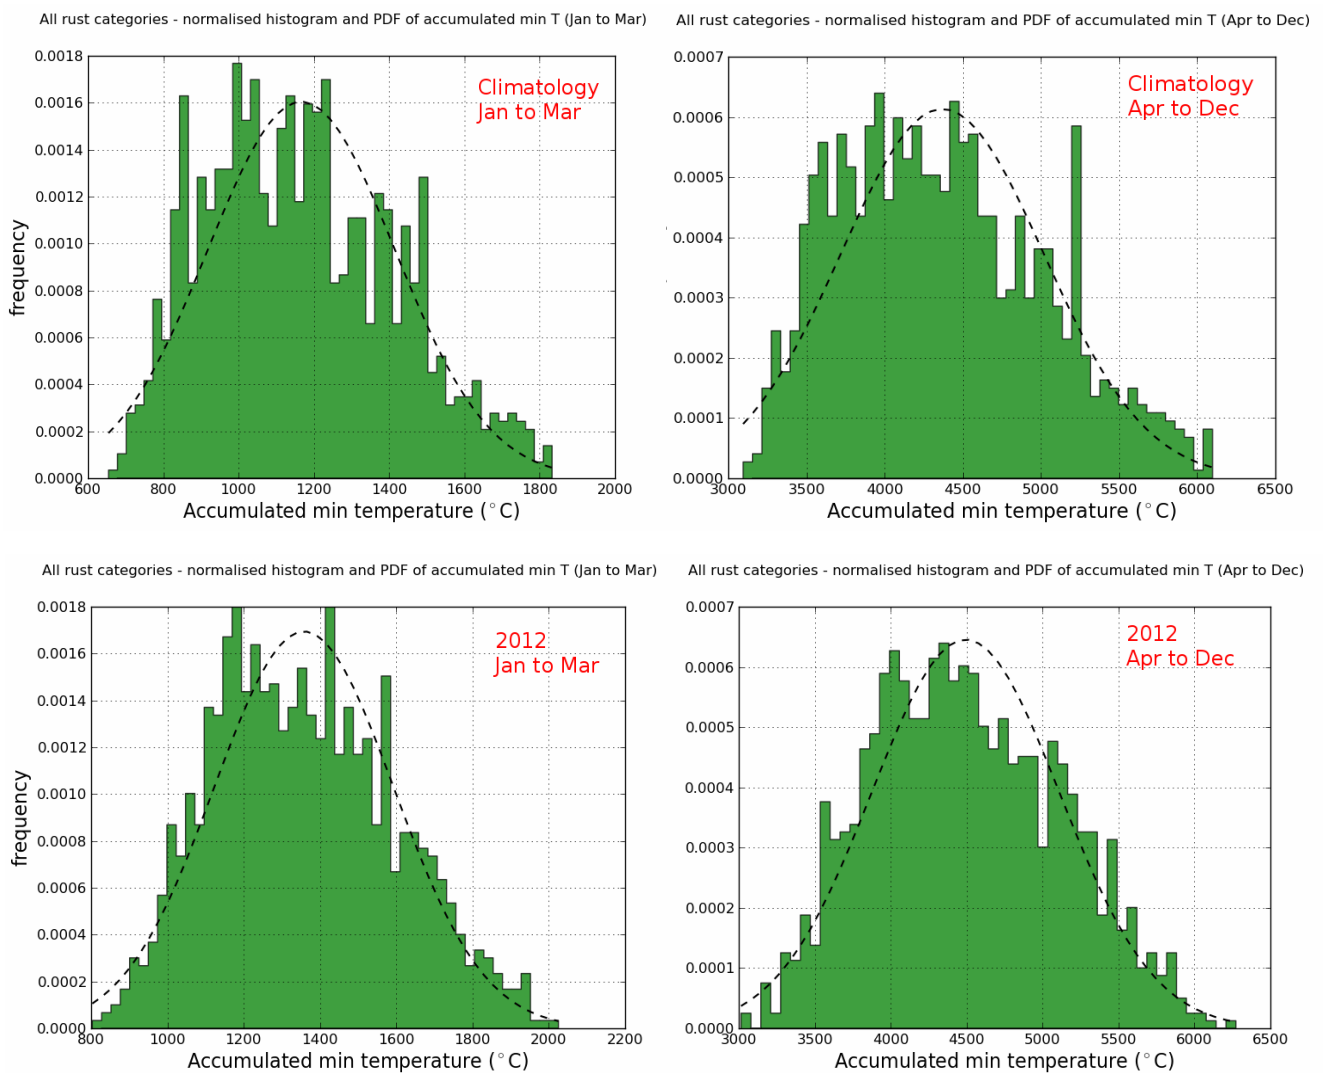 All rust categories - normalised histogram and PDF of accumulated min T (Jan to Mar)
0.0018
0.0016
0.0014
0.0012
0.0010
0.0008
0.0006
0.0004
0.0002
0.0000
frequency
Climatology
Jan to Mar
600 800 1000 1200 1400 1600 1800 2000
Accumulated min temperature (°C)
All rust categories - normalised histogram and PDF of accumulated min T (Apr to Dec)
0.0007
0.0006
0.0005
0.0004
0.0003
0.0002
0.0001
0.0000
Climatology
Apr to Dec
3000 3500 4000 4500 5000 5500 6000 6500
Accumulated min temperature (°C)
All rust categories - normalised histogram and PDF of accumulated min T (Jan to Mar)
0.0018
0.0016
0.0014
0.0012
0.0010
0.0008
0.0006
0.0004
0.0002
0.0000
frequency
2012
Jan to Mar
800 1000 1200 1400 1600 1800 2000 2200
Accumulated min temperature (°C)
All rust categories - normalised histogram and PDF of accumulated min T (Apr to Dec)
0.0007
0.0006
0.0005
0.0004
0.0003
0.0002
0.0001
0.0000
2012
Apr to Dec
3000 3500 4000 4500 5000 5500 6000 6500
Accumulated min temperature (°C)